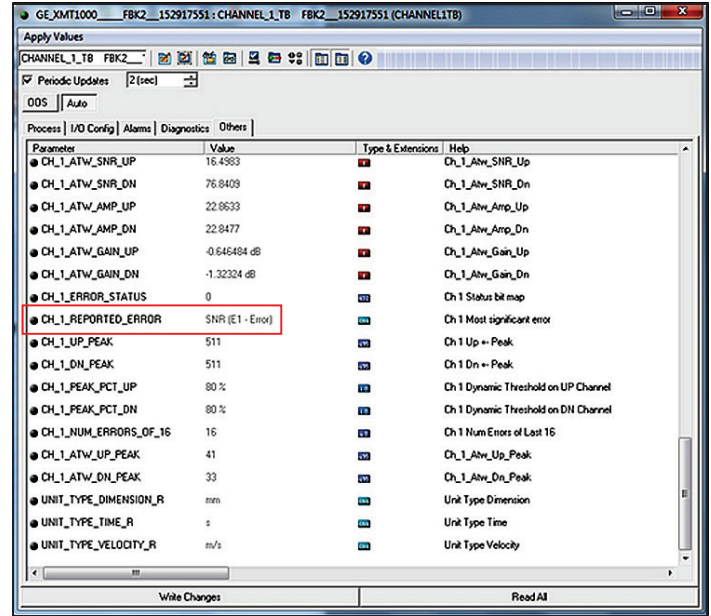 GE_XMT1000_____FBK2__152917551 : CHANNEL_1_TB FBK2__152917551 (CHANNEL1TB)
Apply Values
CHANNEL_1_TB FBK2__
Periodic Updates 2 (sec)
OOS Auto
Process I/O Config Alarms Diagnostics Others
Parameter Value Type & Extensions Help
CH_1_ATW_SNR_UP 16.4983 Ch_1_Atw_SNR_Up
CH_1_ATW_SNR_DN 76.8409 Ch_1_Atw_SNR_Dn
CH_1_ATW_AMP_UP 22.8633 Ch_1_Atw_Amp_Up
CH_1_ATW_AMP_DN 22.8477 Ch_1_Atw_Amp_Dn
CH_1_ATW_GAIN_UP -0.646484 dB Ch_1_Atw_Gain_Up
CH_1_ATW_GAIN_DN -1.32324 dB Ch_1_Atw_Gain_Dn
CH_1_ERROR_STATUS 0 Ch 1 Status bit map
CH_1_REPORTED_ERROR SNR (E1 - Error) Ch 1 Most significant error
CH_1_UP_PEAK 511 Ch 1 Up +- Peak
CH_1_DN_PEAK 511 Ch 1 Dn +- Peak
CH_1_PEAK_PCT_UP 80 % Ch 1 Dynamic Threshold on UP Channel
CH_1_PEAK_PCT_DN 80 % Ch 1 Dynamic Threshold on DN Channel
CH_1_NUM_ERRORS_OF_16 16 Ch 1 Num Errors of Last 16
CH_1_ATW_UP_PEAK 41 Ch_1_Atw_Up_Peak
CH_1_ATW_DN_PEAK 33 Ch_1_Atw_Dn_Peak
UNIT_TYPE_DIMENSION_R mm Unit Type Dimension
UNIT_TYPE_TIME_R s Unit Type Time
UNIT_TYPE_VELOCITY_R m/s Unit Type Velocity
Write Changes Read All